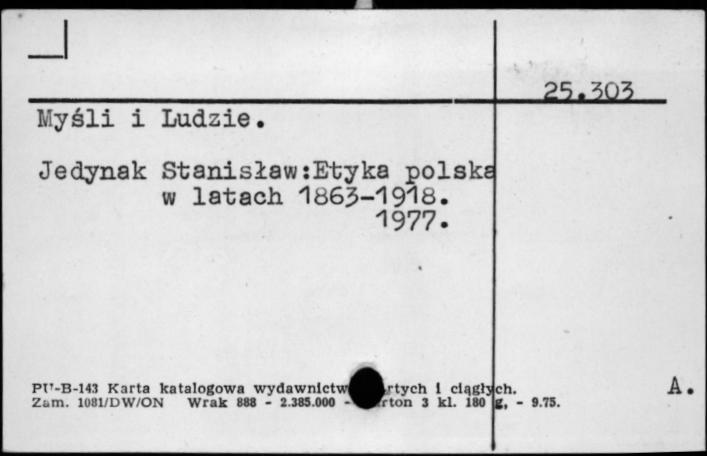 25.303
Myśli i Ludzie.
Jedynak Stanisław:Etyka polska
w latach 1863-1918.
1977.
PU-B-143 Karta katalogowa wydawnictw rtych i ciągłych.
Zam. 1081/DW/ON Wrak 888 - 2.385.000 - rton 3 kl. 180 g, - 9.75.
A.